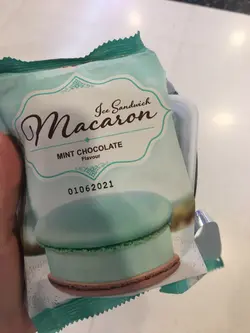 Ice Sandwich
Macaron
MINT CHOCOLATE
Flavour
01062021